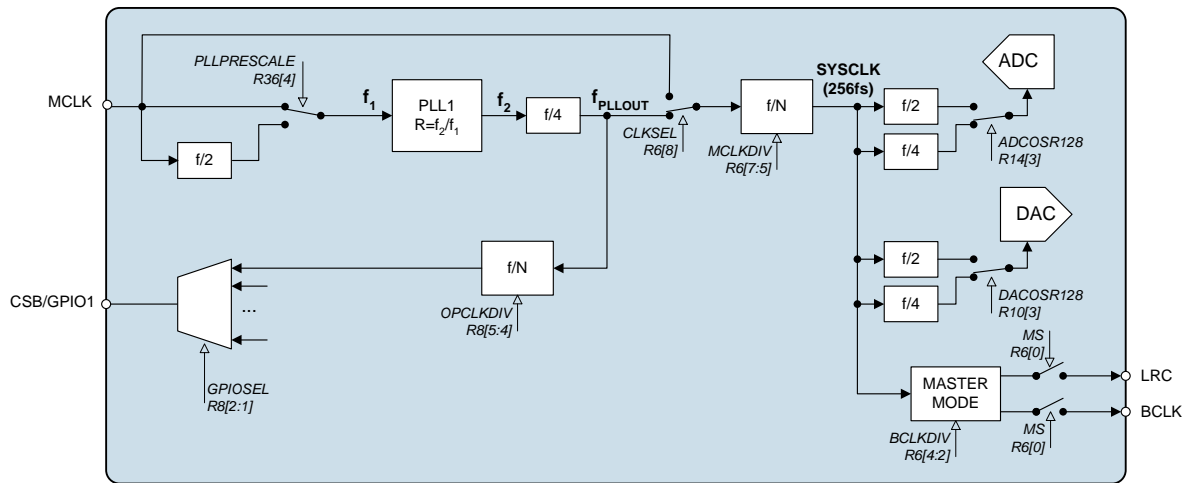 PLLPRESCALE
R36[4]
MCLK
f1
PLL1
R=f2/f1
f2
f/4
fPLLOUT
CLKSEL
R6[8]
f/N
MCLKDIV
R6[7:5]
SYSCLK
(256fs)
f/2
f/4
ADC
ADCOSR128
R14[3]
f/2
DAC
f/2
f/4
DACOSR128
R10[3]
f/N
OPCLKDIV
R8[5:4]
CSB/GPIO1
...
GPIOSEL
R8[2:1]
MASTER
MODE
BCLKDIV
R6[4:2]
MS
R6[0]
LRC
BCLK
MS
R6[0]